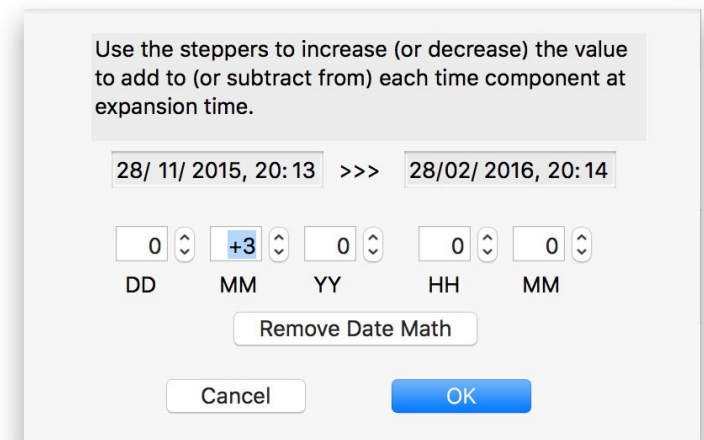 Use the steppers to increase (or decrease) the value
to add to (or subtract from) each time component at
expansion time.
28/ 11/ 2015, 20:13 >>> 28/02/ 2016, 20:14
0 +3 0 0 0
DD MM YY HH MM
Remove Date Math
Cancel OK